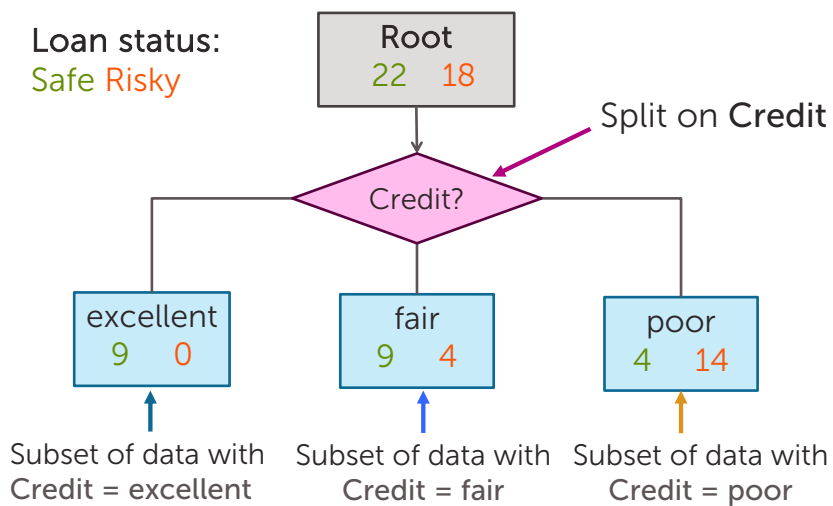 Loan status:
Safe Risky
Root
22 18
Split on Credit
Credit?
excellent
9 0
fair
9 4
poor
4 14
Subset of data with
Credit = excellent
Subset of data with
Credit = fair
Subset of data with
Credit = poor